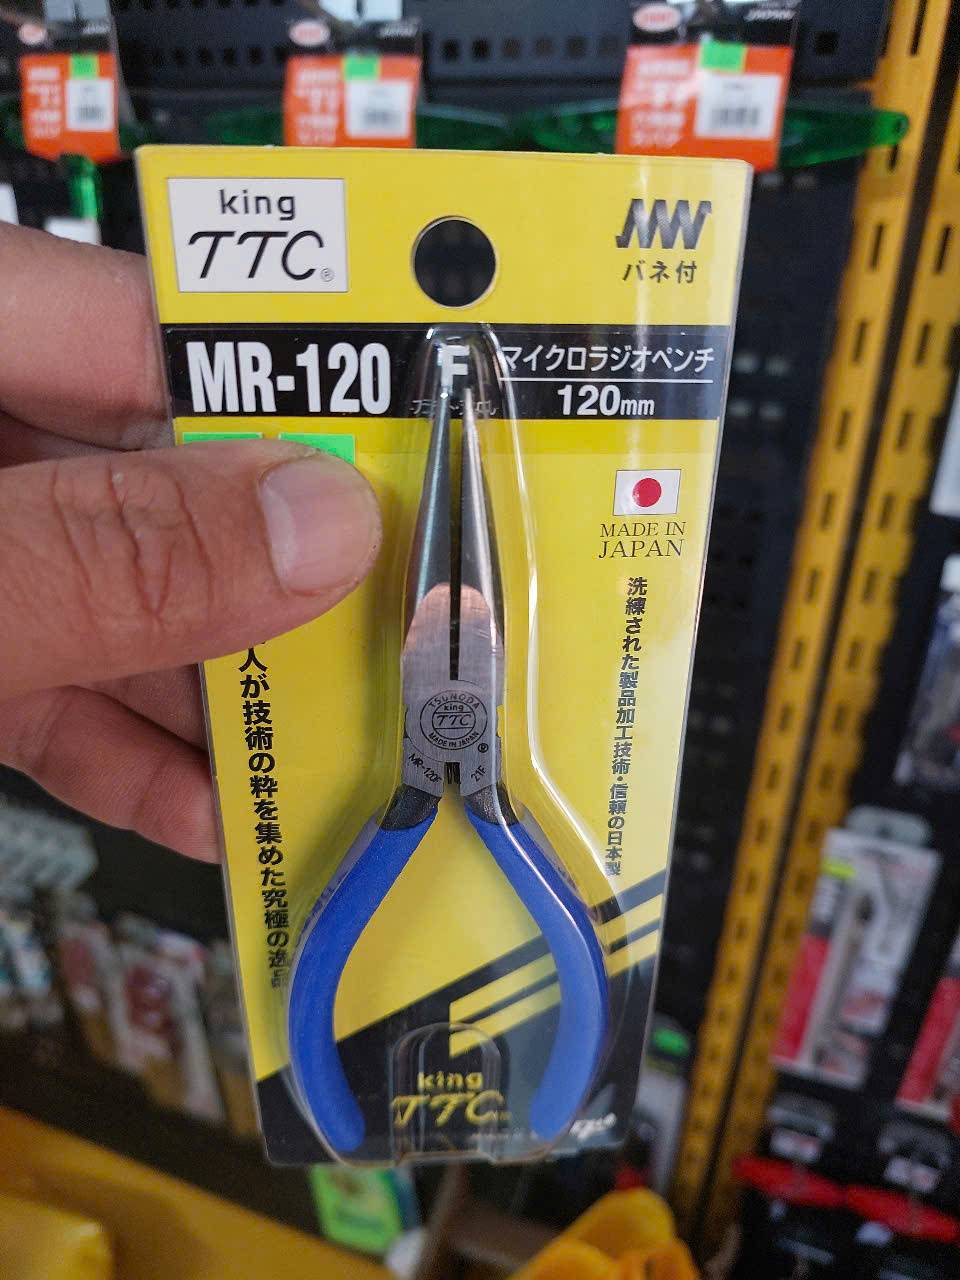 king
TTC®
バネ付
MR-120
F
マイクロラジオペンチ
120mm
MADE IN
JAPAN
洗練された製品加工技術・信頼の日本製
人が技術の粋を集めた究極の逸品
TSUNODA
king
TTC
MADE IN JAPAN
®
MR-120F
21F
king
TTC